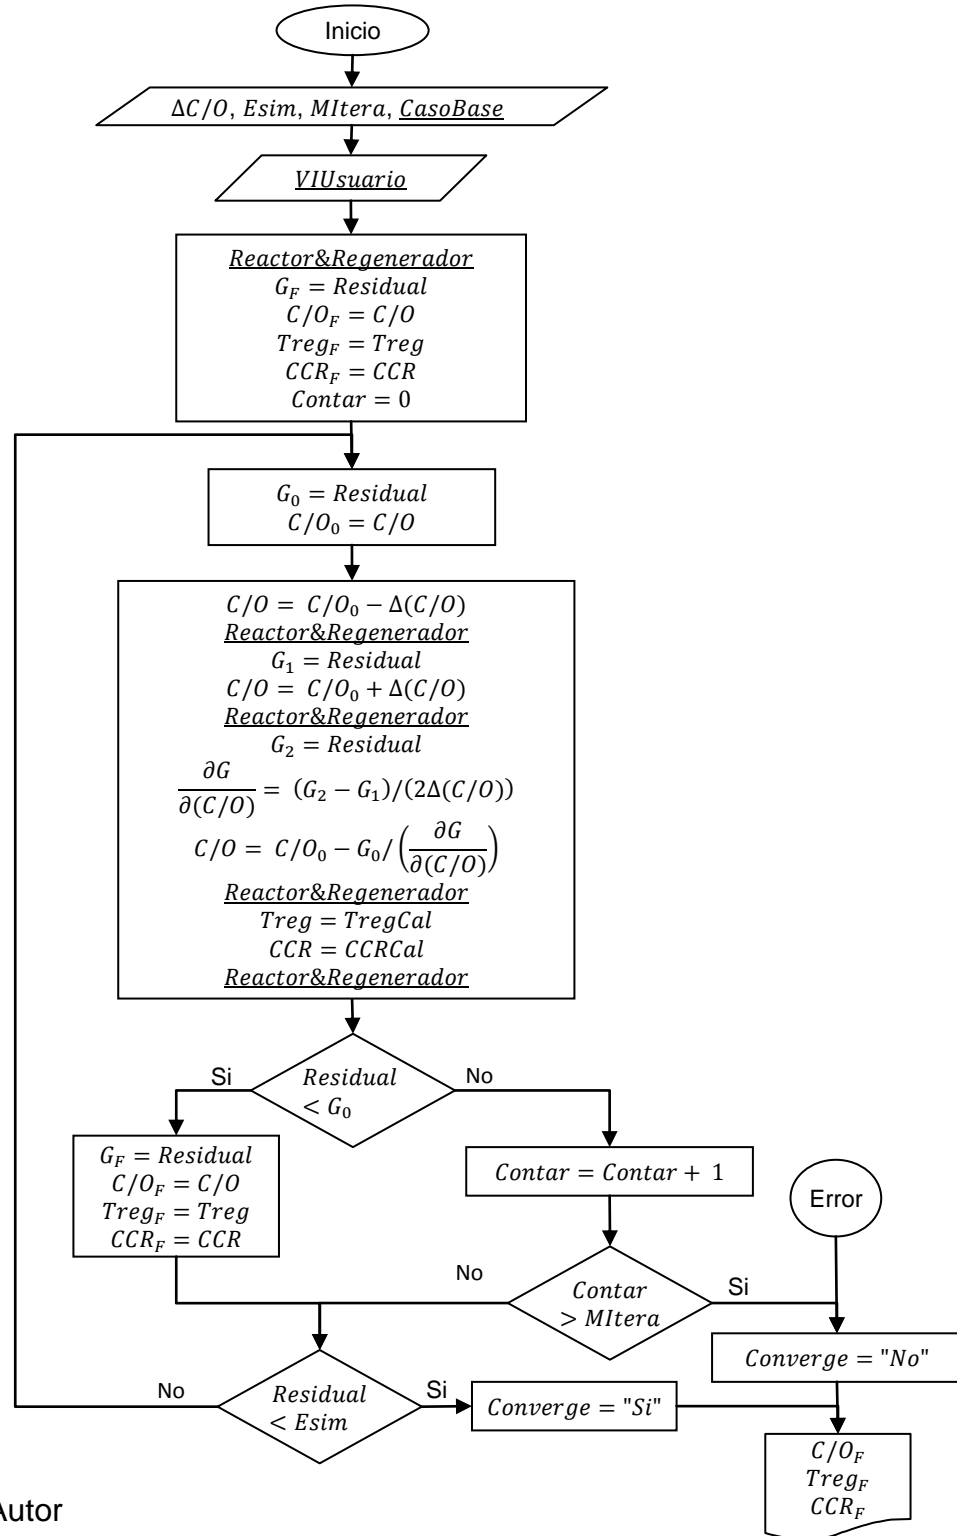 Inicio
ΔC/O, Esim, MItera, CasoBase
VIUsuario
Reactor&Regenerador
G_F = Residual
C/O_F = C/O
Treg_F = Treg
CCR_F = CCR
Contar = 0
G_0 = Residual
C/O_0 = C/O
C/O = C/O_0 − Δ(C/O)
Reactor&Regenerador
G_1 = Residual
C/O = C/O_0 + Δ(C/O)
Reactor&Regenerador
G_2 = Residual
∂G/∂(C/O) = (G_2 − G_1)/(2Δ(C/O))
C/O = C/O_0 − G_0/(∂G/∂(C/O))
Reactor&Regenerador
Treg = TregCal
CCR = CCRCal
Reactor&Regenerador
Si
Residual
< G_0
No
G_F = Residual
C/O_F = C/O
Treg_F = Treg
CCR_F = CCR
Contar = Contar + 1
Error
No
Contar
> MItera
Si
Converge = "No"
No
Residual
< Esim
Si
Converge = "Si"
C/O_F
Treg_F
CCR_F
Autor